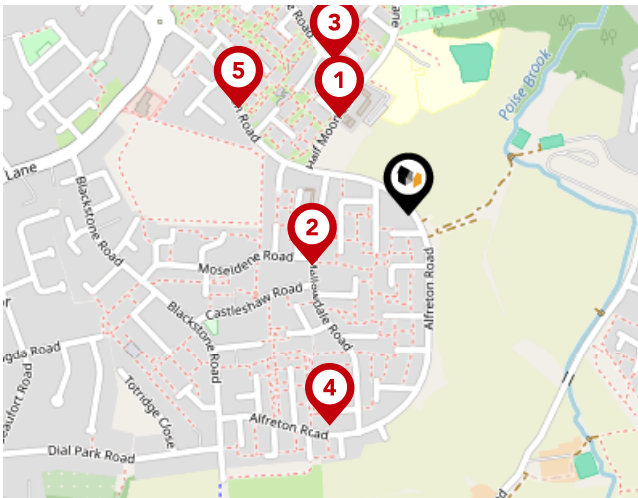 3
5
1
Half Moon
Poise Brook
Lane
Blackstone Road
2
Moseldene Road
Castleshaw Road
Mallowdale Road
Alfreton Road
Blackstone Road
Totridge Close
4
Alfreton Road
Dial Park Road